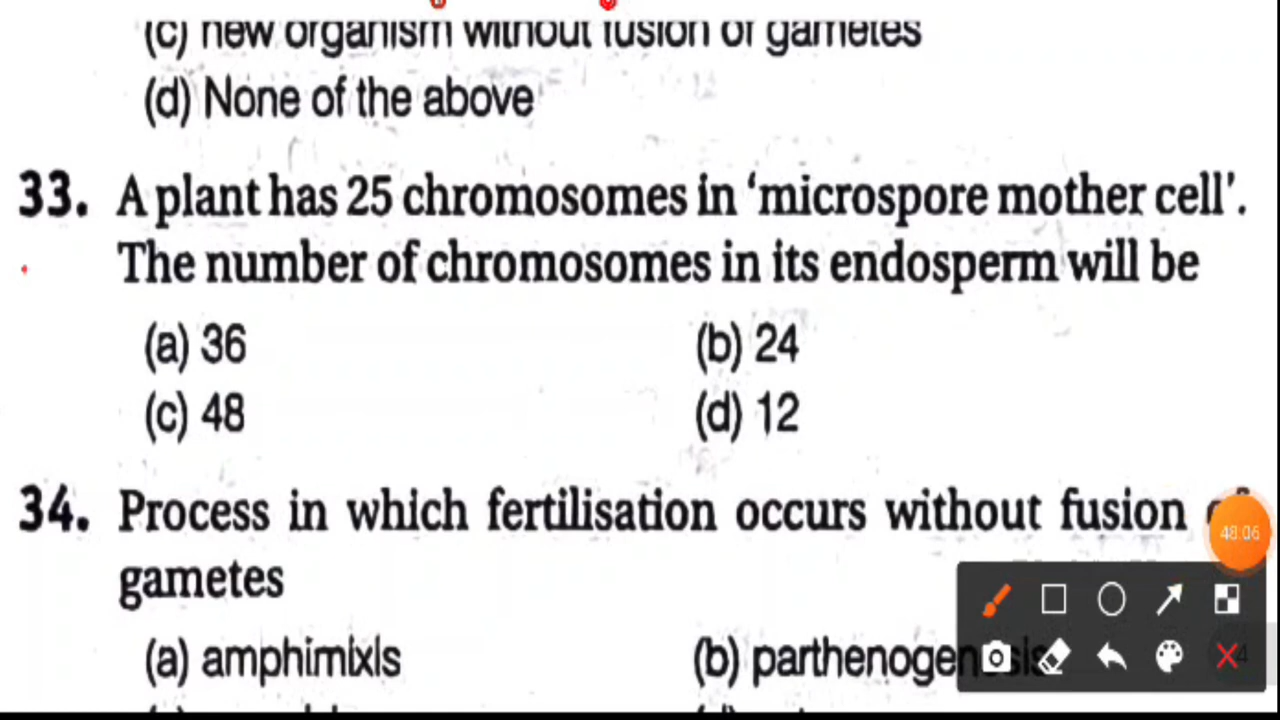 (c) new organism without fusion of gametes
(d) None of the above
33. A plant has 25 chromosomes in ‘microspore mother cell’.
The number of chromosomes in its endosperm will be
(a) 36 (b) 24
(c) 48 (d) 12
34. Process in which fertilisation occurs without fusion
gametes
48:06
(a) amphimixls (b)